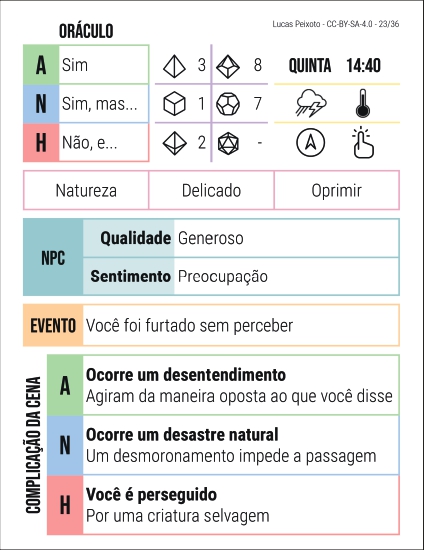 Lucas Peixoto - CC-BY-SA-4.0 - 23/36
ORÁCULO
A Sim
N Sim, mas...
H Não, e...
3 8
1 7
2 -
QUINTA 14:40
Natureza Delicado Oprimir
NPC
Qualidade Generoso
Sentimento Preocupação
EVENTO Você foi furtado sem perceber
COMPLICAÇÃO DA CENA
A
Ocorre um desentendimento
Agiram da maneira oposta ao que você disse
N
Ocorre um desastre natural
Um desmoronamento impede a passagem
H
Você é perseguido
Por uma criatura selvagem